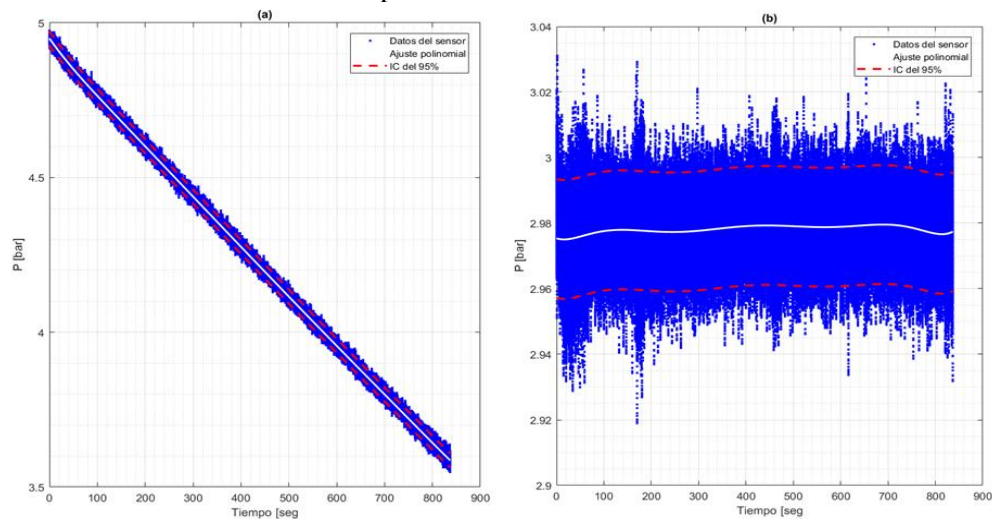 (a)
5
4.5
4
3.5
P [bar]
0 100 200 300 400 500 600 700 800 900
Tiempo [seg
Datos del sensor
Ajuste polinomial
IC del 95%
(b)
3.04
3.02
3
2.98
2.96
2.94
2.92
2.9
P [bar]
0 100 200 300 400 500 600 700 800 900
Tiempo [seg
Datos del sensor
Ajuste polinomial
IC del 95%